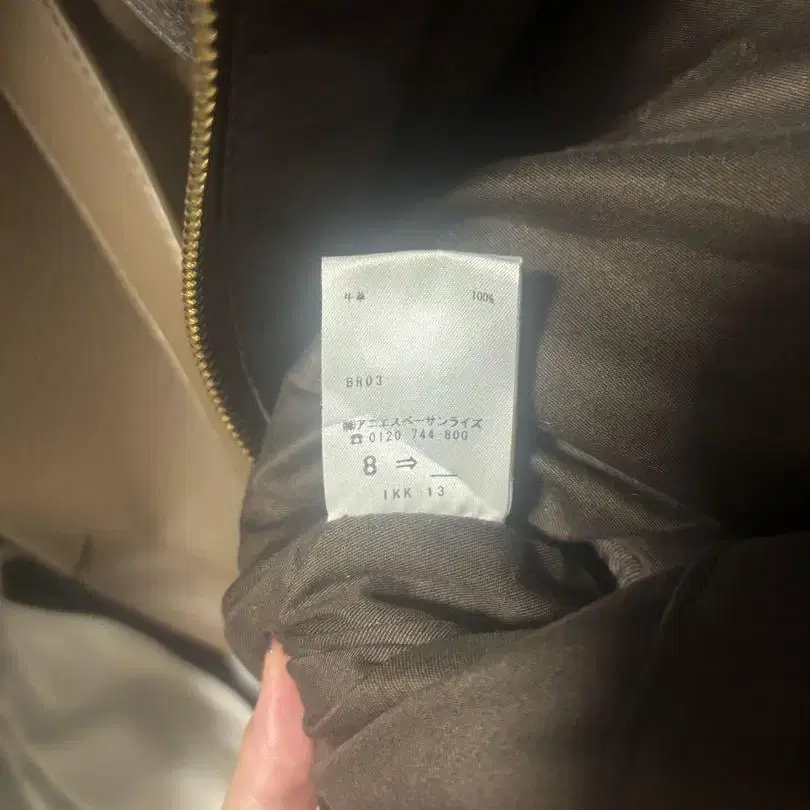 牛革 100%
BR03
㈱アニエスベーサンライズ
☎ 0120 744 800
8 ⇒ __
IKK 13